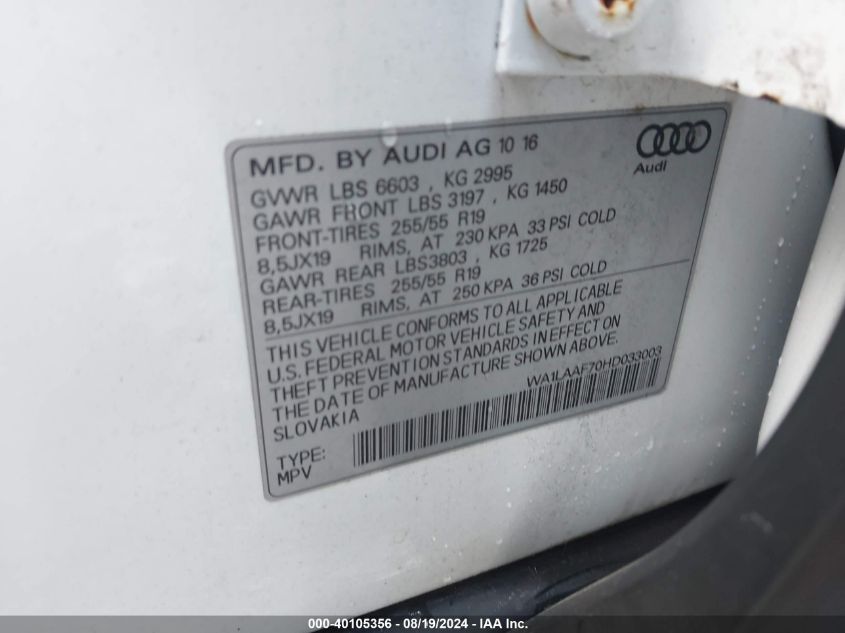 MFD. BY AUDI AG 10 16
Audi
GVWR LBS 6603 , KG 2995
GAWR FRONT LBS 3197 , KG 1450
FRONT-TIRES 255/55 R19
8,5JX19 RIMS, AT 230 KPA 33 PSI COLD
GAWR REAR LBS3803 , KG 1725
REAR-TIRES 255/55 R19
8,5JX19 RIMS, AT 250 KPA 36 PSI COLD
THIS VEHICLE CONFORMS TO ALL APPLICABLE
U.S. FEDERAL MOTOR VEHICLE SAFETY AND
THEFT PREVENTION STANDARDS IN EFFECT ON
THE DATE OF MANUFACTURE SHOWN ABOVE.
SLOVAKIA
WA1LAAF70HD033003
TYPE:
MPV
000-40105356 - 08/19/2024 - COPART.COM